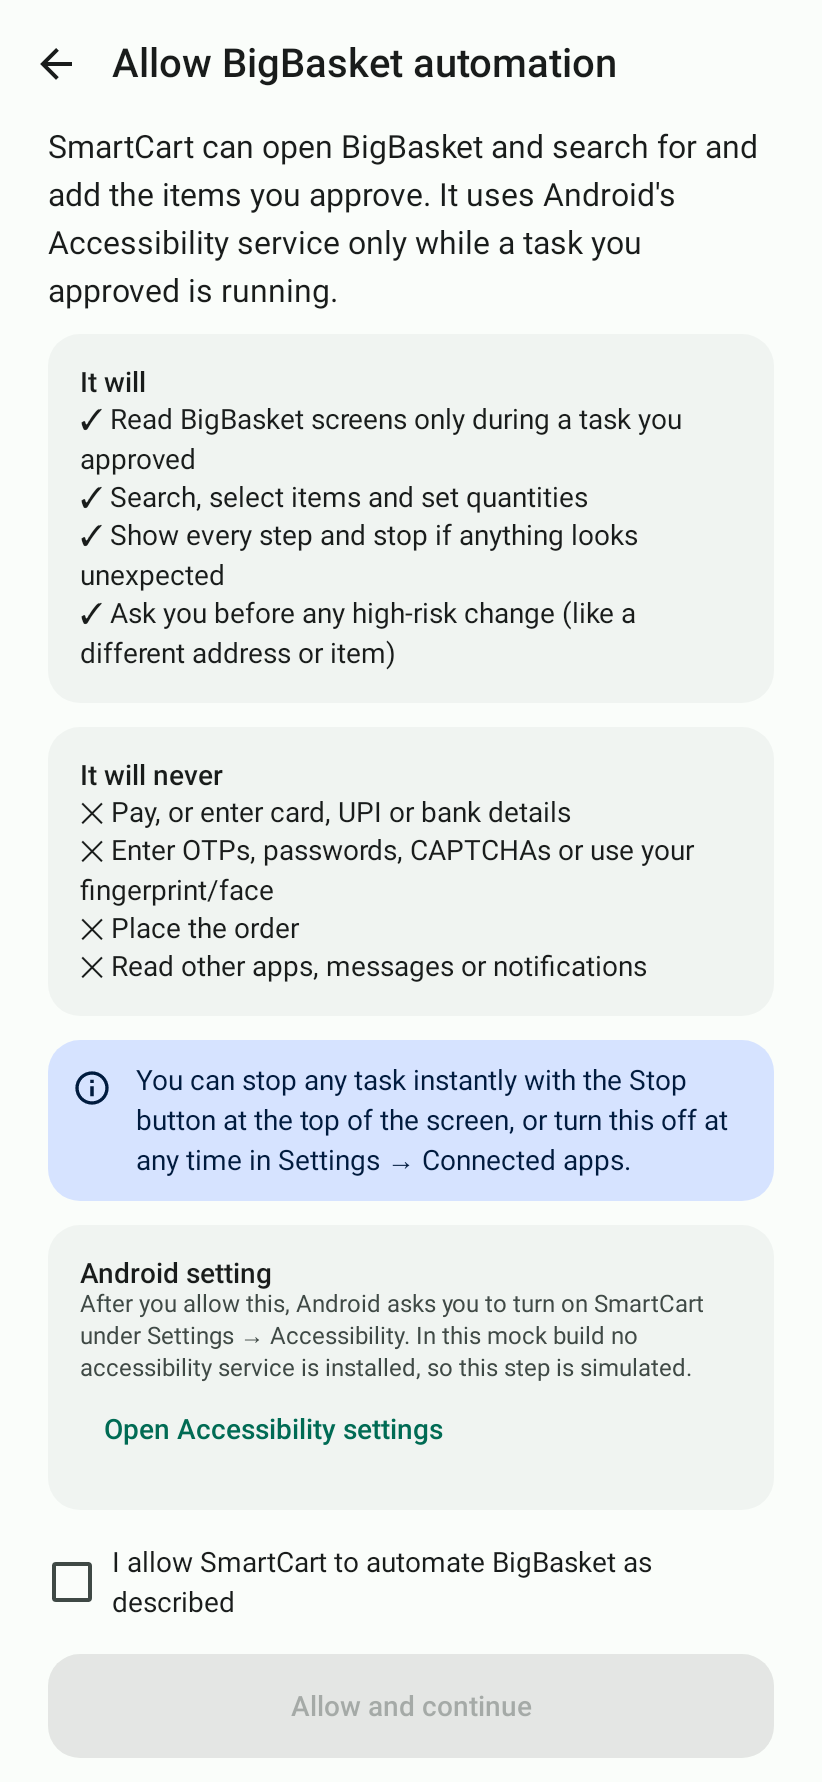 Allow BigBasket automation
SmartCart can open BigBasket and search for and
add the items you approve. It uses Android's
Accessibility service only while a task you
approved is running.
It will
✓ Read BigBasket screens only during a task you
approved
✓ Search, select items and set quantities
✓ Show every step and stop if anything looks
unexpected
✓ Ask you before any high-risk change (like a
different address or item)
It will never
✕ Pay, or enter card, UPI or bank details
✕ Enter OTPs, passwords, CAPTCHAs or use your
fingerprint/face
✕ Place the order
✕ Read other apps, messages or notifications
You can stop any task instantly with the Stop
button at the top of the screen, or turn this off at
any time in Settings → Connected apps.
Android setting
After you allow this, Android asks you to turn on SmartCart
under Settings → Accessibility. In this mock build no
accessibility service is installed, so this step is simulated.
Open Accessibility settings
I allow SmartCart to automate BigBasket as
described
Allow and continue